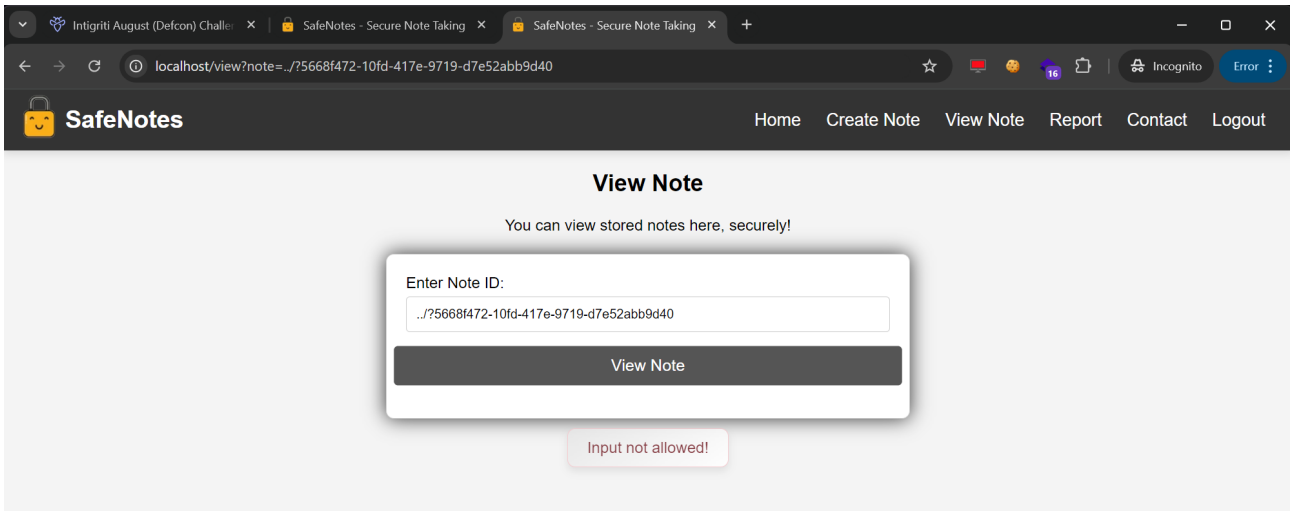 Intigriti August (Defcon) Challer
SafeNotes - Secure Note Taking
SafeNotes - Secure Note Taking
localhost/view?note=../?5668f472-10fd-417e-9719-d7e52abb9d40
16
Incognito
Error
SafeNotes
Home Create Note View Note Report Contact Logout
View Note
You can view stored notes here, securely!
Enter Note ID:
../?5668f472-10fd-417e-9719-d7e52abb9d40
View Note
Input not allowed!